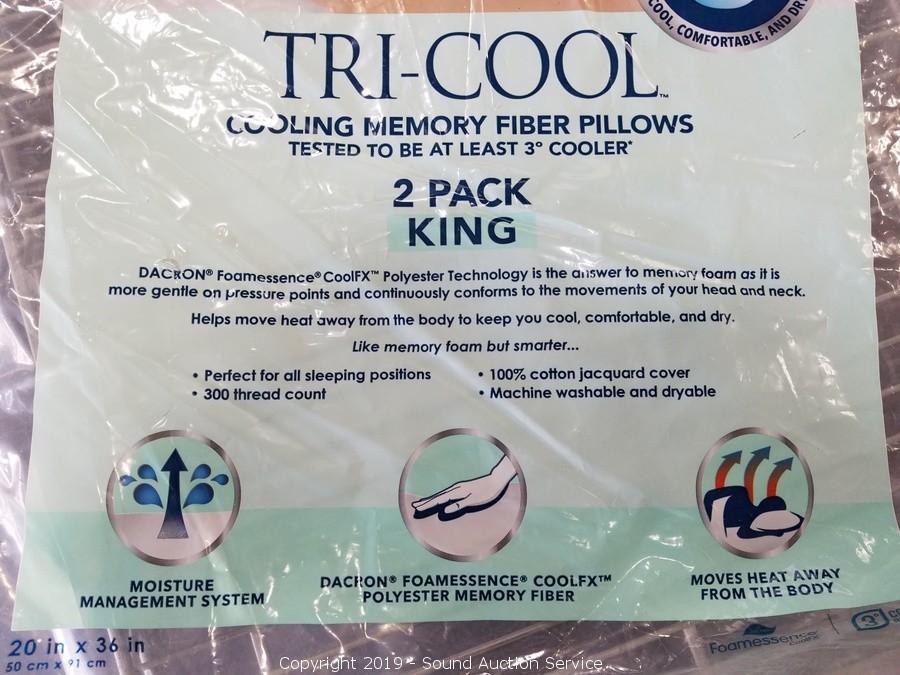 COOL, COMFORTABLE, AND DR
TRI-COOL™
COOLING MEMORY FIBER PILLOWS
TESTED TO BE AT LEAST 3° COOLER*
2 PACK
KING
DACRON® Foamessence® CoolFX™ Polyester Technology is the answer to memory foam as it is
more gentle on pressure points and continuously conforms to the movements of your head and neck.
Helps move heat away from the body to keep you cool, comfortable, and dry.
Like memory foam but smarter...
• Perfect for all sleeping positions
• 300 thread count
• 100% cotton jacquard cover
• Machine washable and dryable
MOISTURE
MANAGEMENT SYSTEM
DACRON® FOAMESSENCE® COOLFX™
POLYESTER MEMORY FIBER
MOVES HEAT AWAY
FROM THE BODY
20 in x 36 in
50 cm x 91 cm
Foamessence
3°
Copyright 2019 - Sound Auction Service